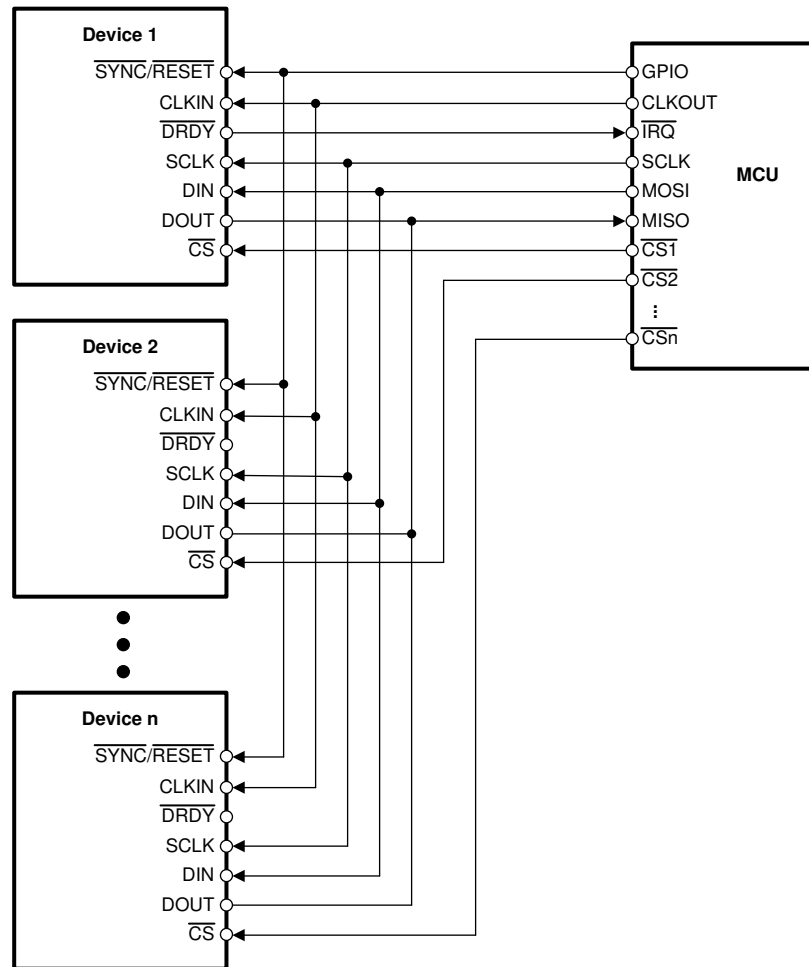 Device 1
SYNC/RESET
CLKIN
DRDY
SCLK
DIN
DOUT
CS
GPIO
CLKOUT
IRQ
SCLK
MOSI
MISO
CS1
CS2
...
CSn
MCU
Device 2
SYNC/RESET
CLKIN
DRDY
SCLK
DIN
DOUT
CS
Device n
SYNC/RESET
CLKIN
DRDY
SCLK
DIN
DOUT
CS